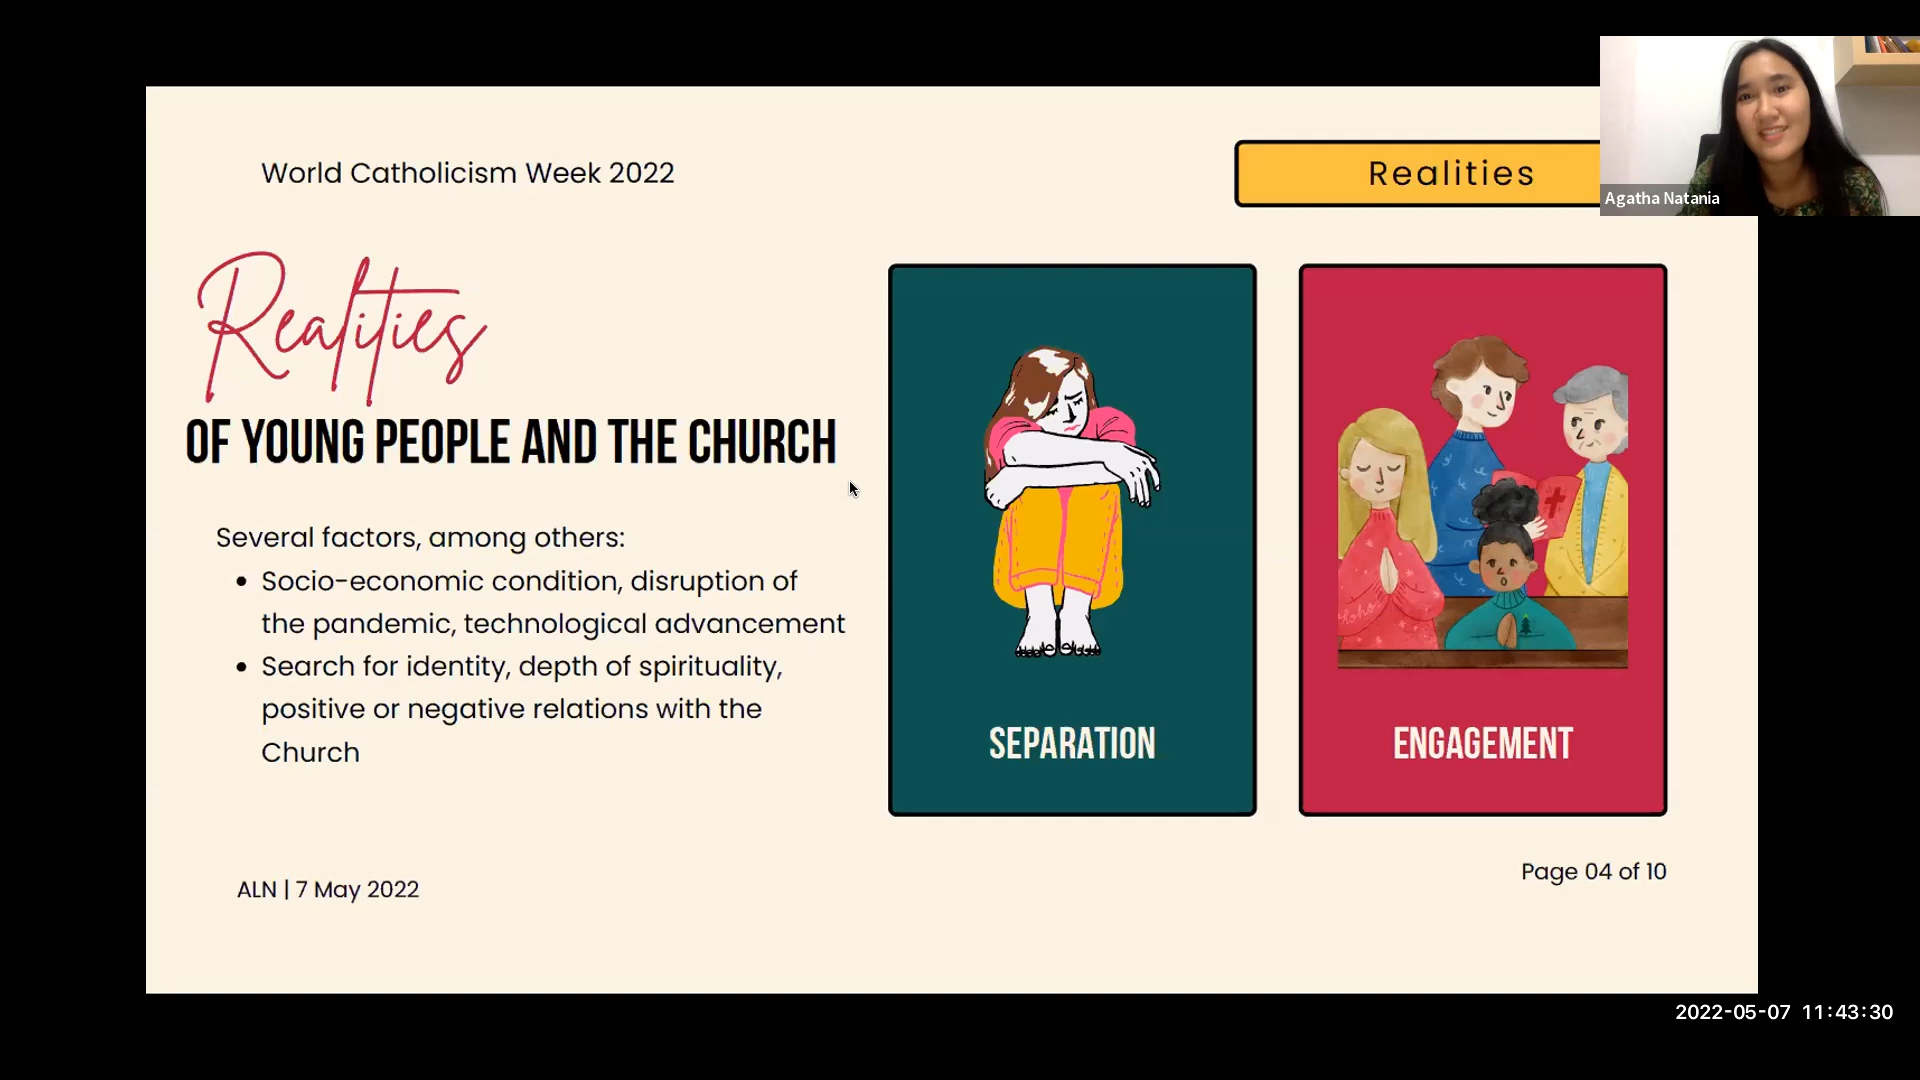 World Catholicism Week 2022
Realities
Agatha Natania
Realities
OF YOUNG PEOPLE AND THE CHURCH
Several factors, among others:
• Socio-economic condition, disruption of
the pandemic, technological advancement
• Search for identity, depth of spirituality,
positive or negative relations with the
Church
SEPARATION
hoho
ENGAGEMENT
ALN | 7 May 2022
Page 04 of 10
2022-05-07 11:43:30